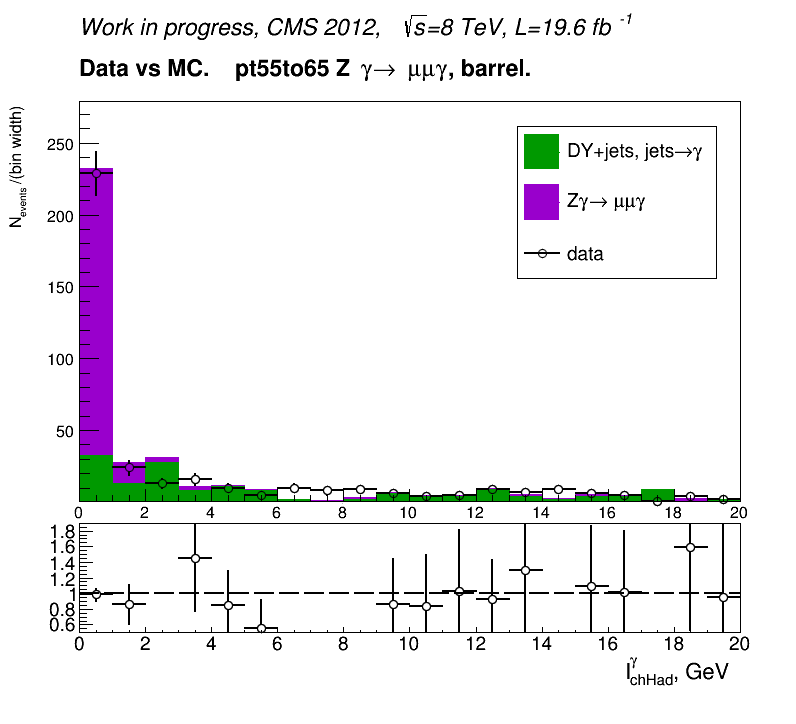 Work in progress, CMS 2012, √s=8 TeV, L=19.6 fb⁻¹
Data vs MC. pt55to65 Z γ→ μμγ, barrel.
N_events /(bin width)
250
200
150
100
50
DY+jets, jets→γ
Zγ→ μμγ
data
0 2 4 6 8 10 12 14 16 18 20
1.8
1.6
1.4
1.2
1
0.8
0.6
0 2 4 6 8 10 12 14 16 18 20
I^γ_chHad, GeV